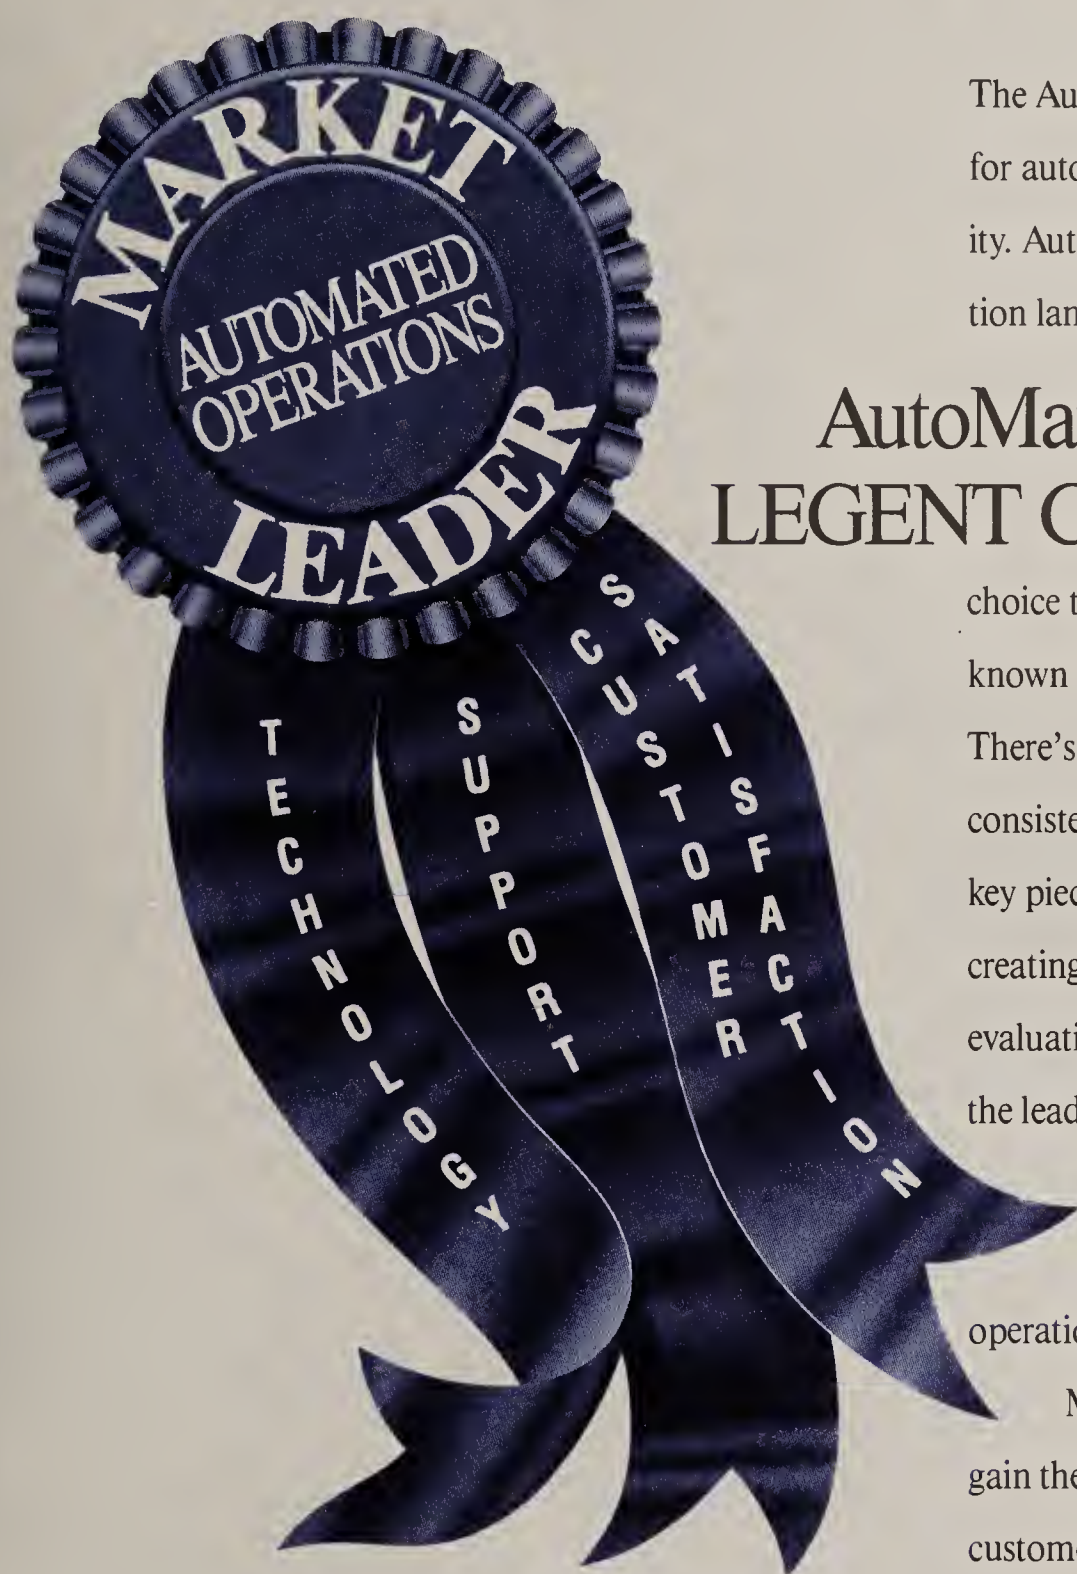 MARKET
AUTOMATED
OPERATIONS
LEADER
TECHNOLOGY
SUPPORT
CUSTOMER
SATISFACTION
The Au
for auto
ity. Aut
tion lan
AutoMa
LEGENT
choice t
known
There's
consiste
key piec
creating
evaluati
the lead
operatio
M
gain the
custom